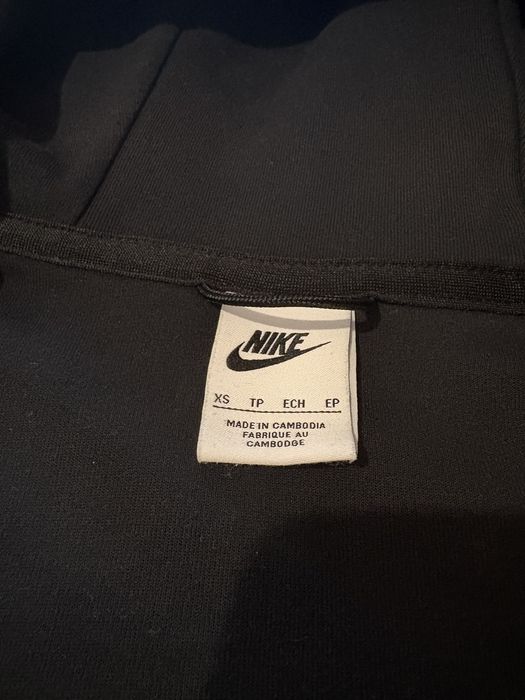 NIKE
XS TP ECH EP
MADE IN CAMBODIA
FABRIQUE AU
CAMBODGE